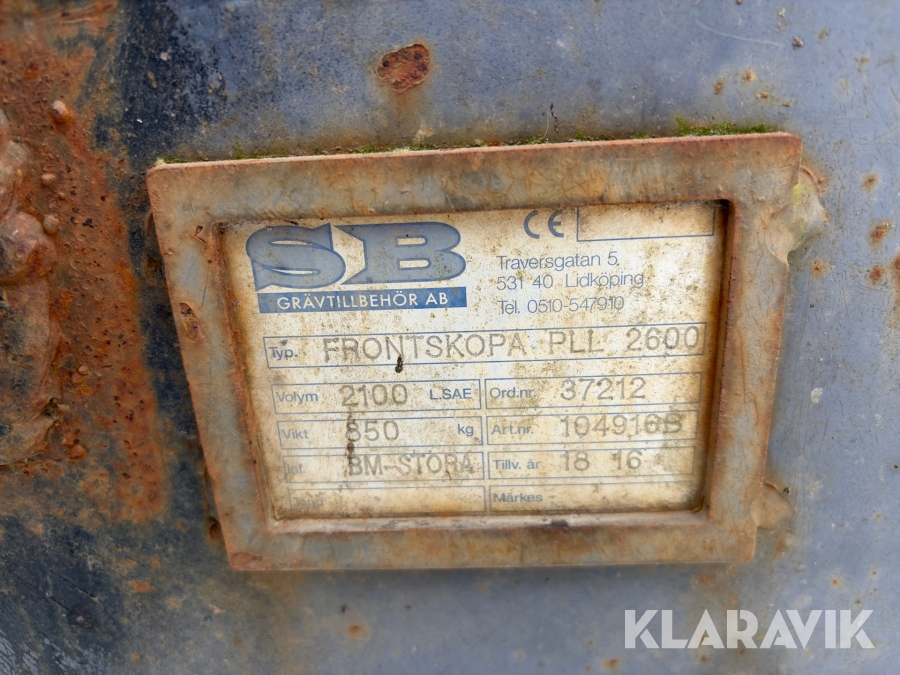 SB
GRÄVTILLBEHÖR AB
CE
Traversgatan 5,
531 40 Lidköping
Tel. 0510-547910
Typ. FRONTSKOPA PLL 2600
Volym 2100 L.SAE Ord.nr. 37212
Vikt 850 kg Art.nr. 104916B
Inf. BM-STORA Tillv. år 18 16
Märkes
KLARAVIK